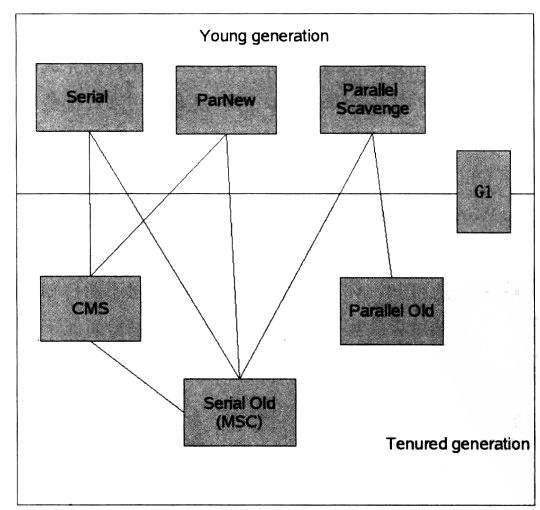 Young generation
Serial
ParNew
Parallel
Scavenge
G1
CMS
Parallel Old
Serial Old
(MSC)
Tenured generation